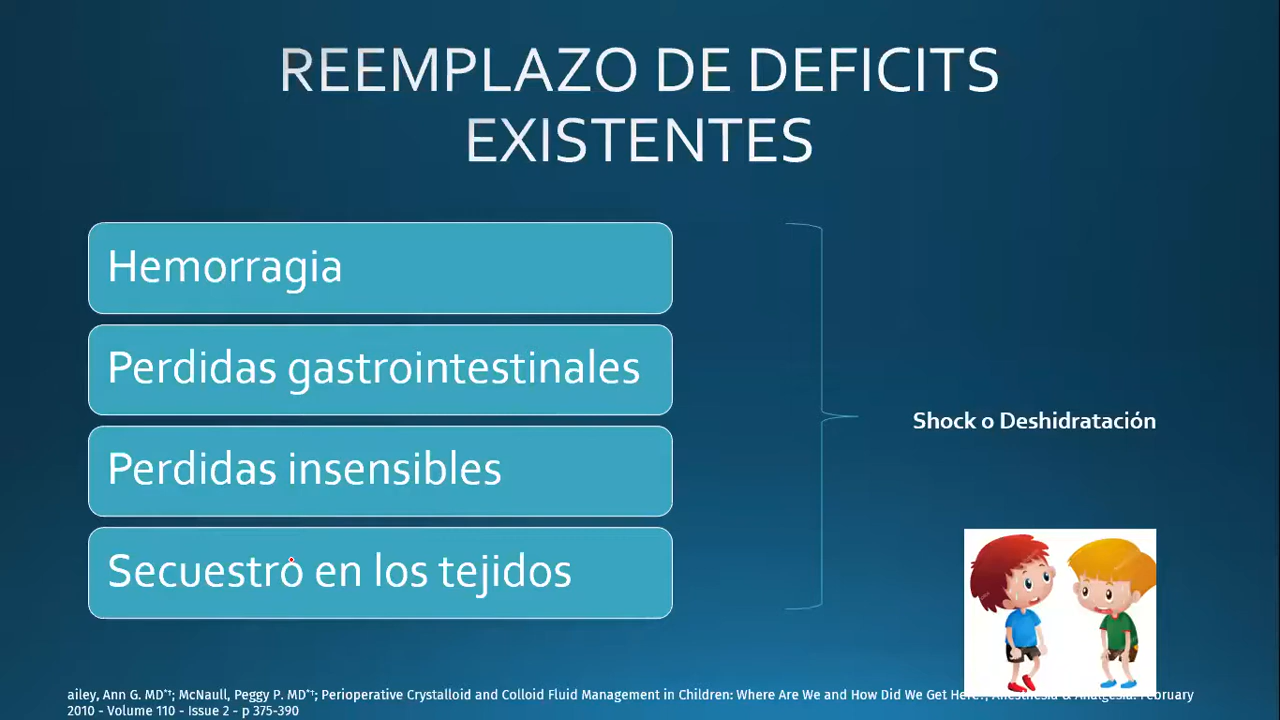 REEMPLAZO DE DEFICITS
EXISTENTES
Hemorragia
Perdidas gastrointestinales
Perdidas insensibles
Secuestro en los tejidos
Shock o Deshidratación
ailey, Ann G. MD*†; McNaull, Peggy P. MD*†; Perioperative Crystalloid and Colloid Fluid Management in Children: Where Are We and How Did We Get Here?, Anesthesia & Analgesia: February
2010 - Volume 110 - Issue 2 - p 375-390